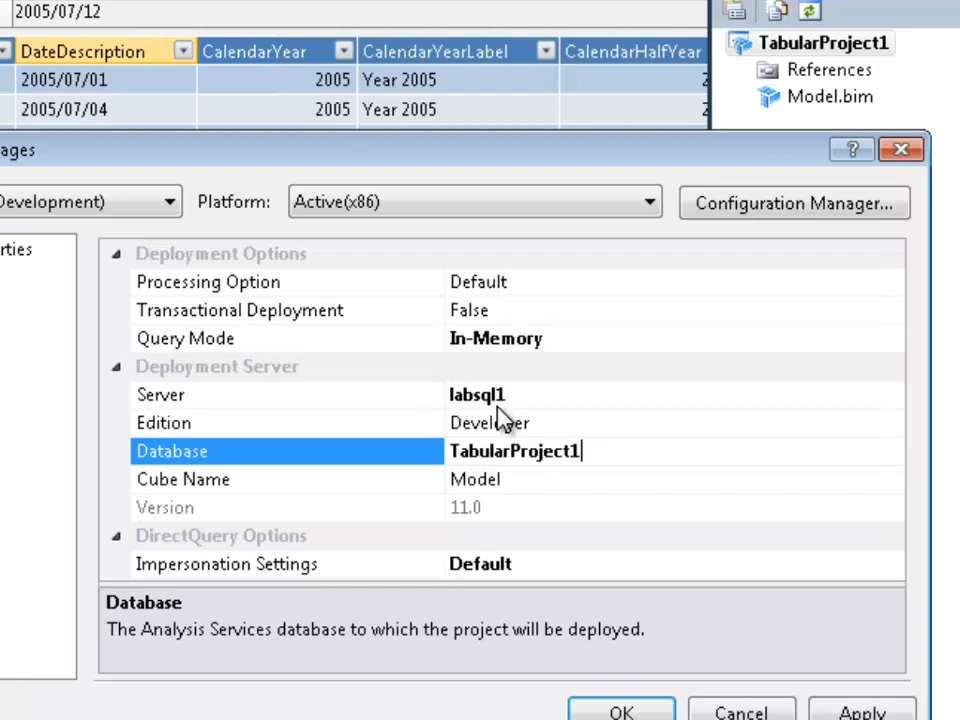 2005/07/12
DateDescription CalendarYear CalendarYearLabel CalendarHalfYear
2005/07/01 2005 Year 2005
2005/07/04 2005 Year 2005
TabularProject1
References
Model.bim
ages
Development) Platform: Active(x86) Configuration Manager...
rties
Deployment Options
Processing Option Default
Transactional Deployment False
Query Mode In-Memory
Deployment Server
Server labsql1
Edition Developer
Database TabularProject1
Cube Name Model
Version 11.0
DirectQuery Options
Impersonation Settings Default
Database
The Analysis Services database to which the project will be deployed.
OK Cancel Apply